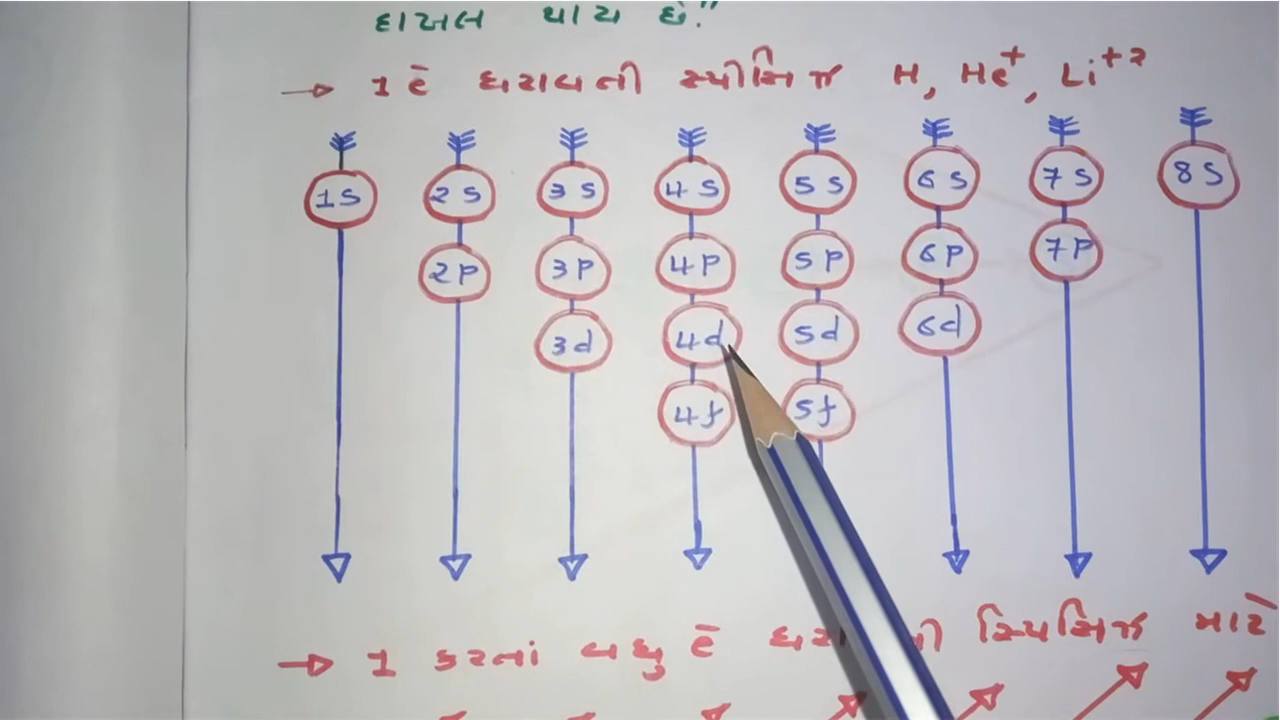 દાખલ થાય છે."
→ 1 ē ધરાવતી સ્પીસિઝ H, He⁺, Li⁺²
1S 2S 3S 4S 5S 6S 7S 8S
2P 3P 4P 5P 6P 7P
3d 4d 5d 6d
4f 5f
→ 1 કરતાં વધુ ē માટે